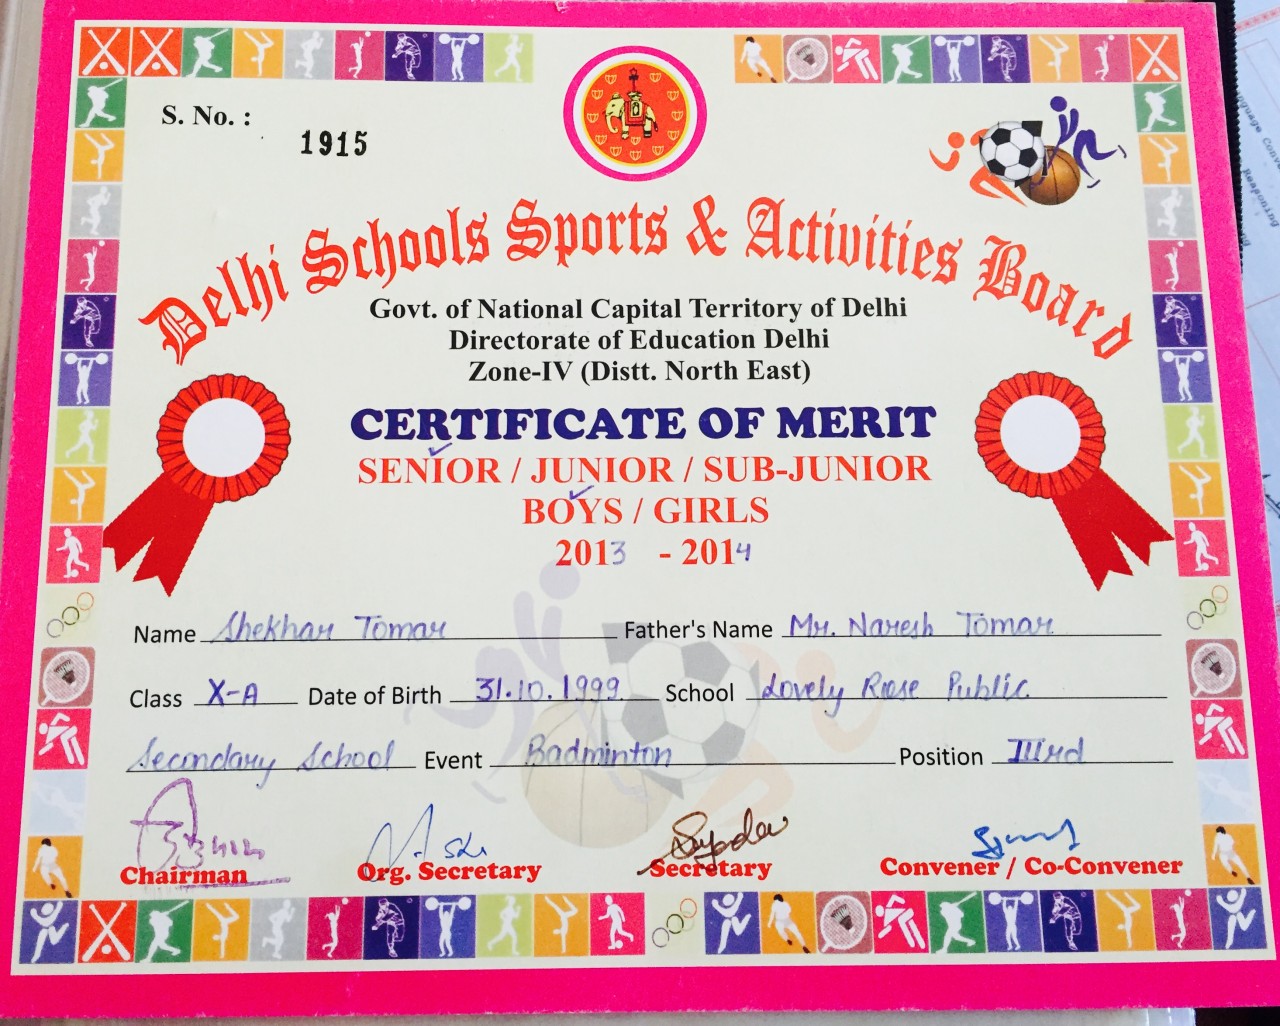 S. No. : 1915
Delhi Schools Sports & Activities Board
Govt. of National Capital Territory of Delhi
Directorate of Education Delhi
Zone-IV (Distt. North East)
CERTIFICATE OF MERIT
SENIOR / JUNIOR / SUB-JUNIOR
BOYS / GIRLS
2013 - 2014
Name Shekhar Tomar Father's Name Mr. Naresh Tomar
Class X-A Date of Birth 31.10.1999 School Lovely Rose Public
Secondary School Event Badminton Position IIIrd
Chairman Org. Secretary Secretary Convener / Co-Convener